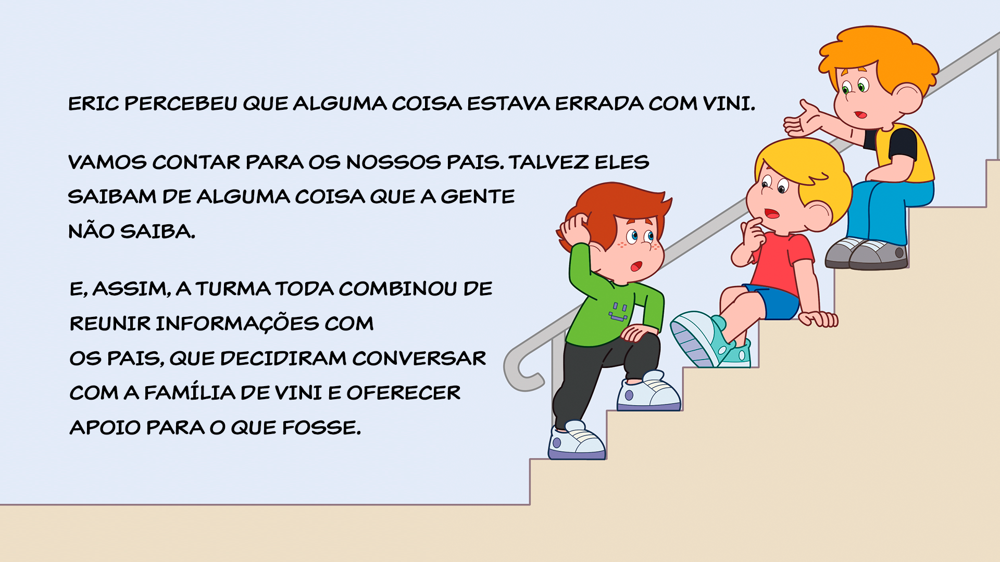 ERIC PERCEBEU QUE ALGUMA COISA ESTAVA ERRADA COM VINI.
VAMOS CONTAR PARA OS NOSSOS PAIS. TALVEZ ELES
SAIBAM DE ALGUMA COISA QUE A GENTE
NÃO SAIBA.
E, ASSIM, A TURMA TODA COMBINOU DE
REUNIR INFORMAÇÕES COM
OS PAIS, QUE DECIDIRAM CONVERSAR
COM A FAMÍLIA DE VINI E OFERECER
APOIO PARA O QUE FOSSE.